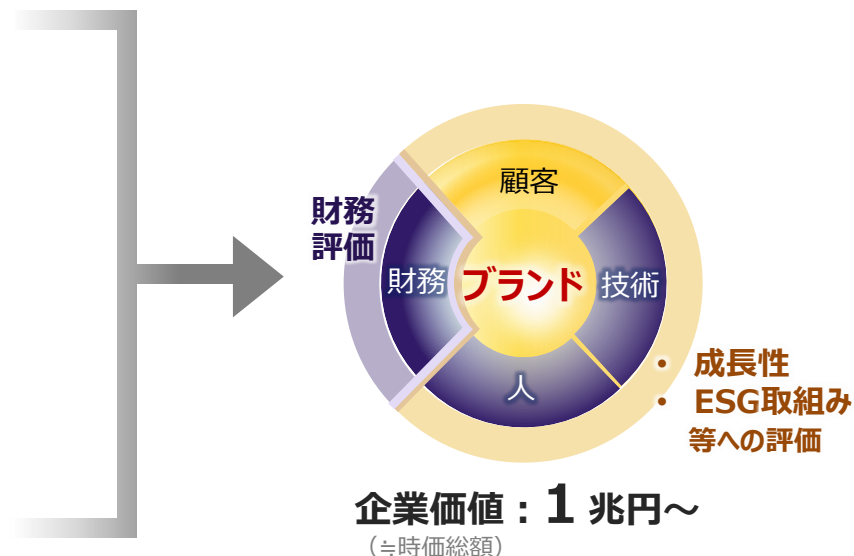 顧客
財務
評価
財務
ブランド
技術
人
• 成長性
• ESG取組み
等への評価
企業価値：1 兆円～
（≒時価総額）